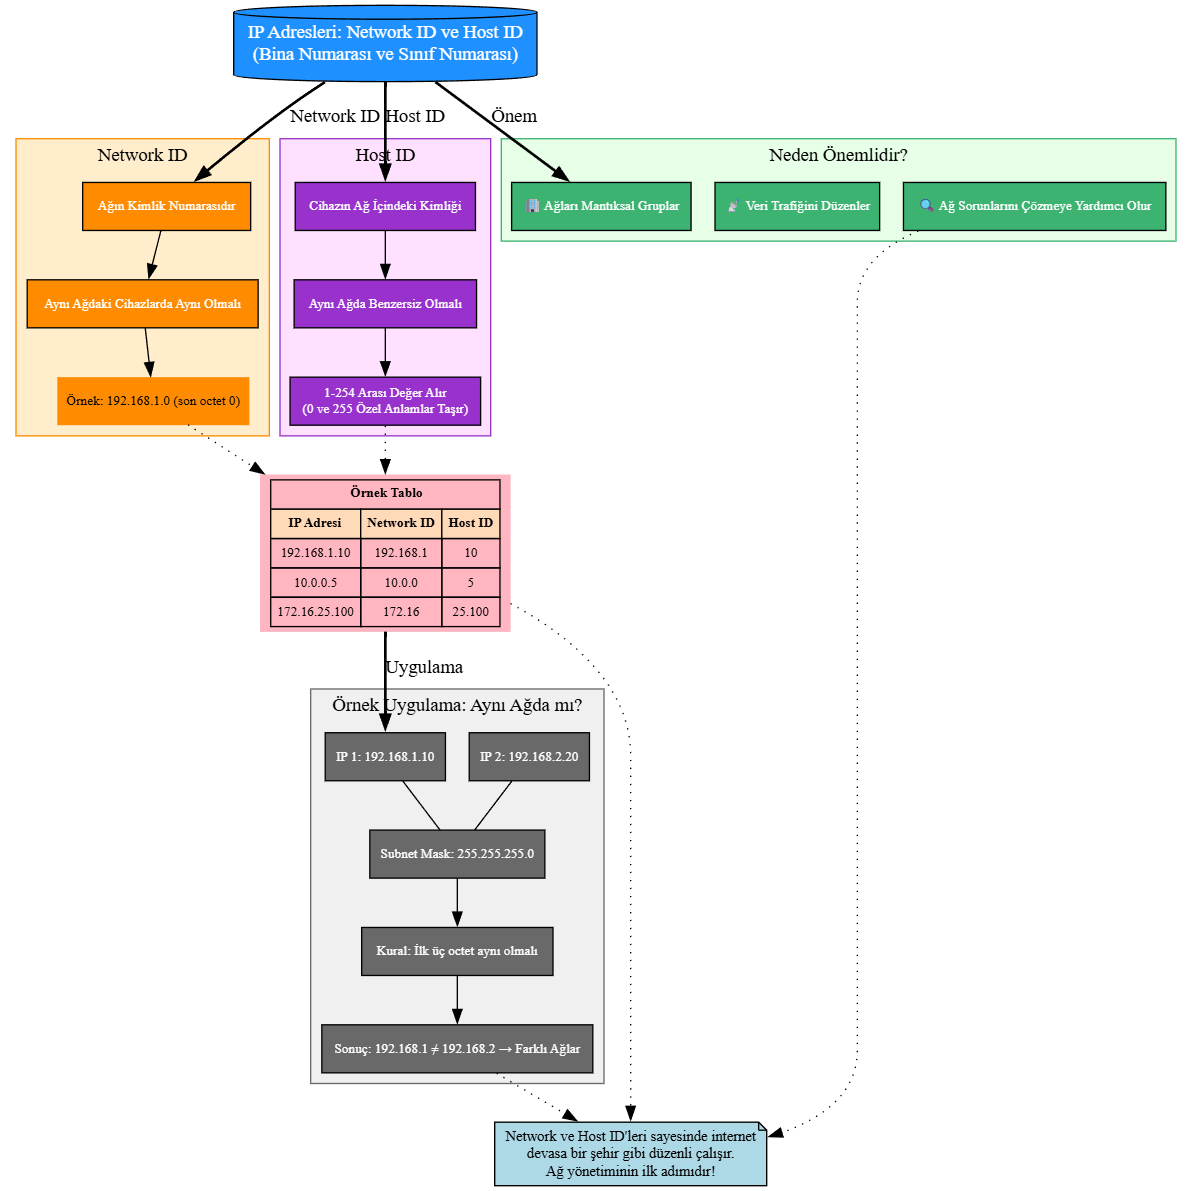 IP Adresleri: Network ID ve Host ID
(Bina Numarası ve Sınıf Numarası)
Network ID
Host ID
Önem
Network ID
Ağın Kimlik Numarasıdır
Aynı Ağdaki Cihazlarda Aynı Olmalı
Örnek: 192.168.1.0 (son octet 0)
Host ID
Cihazın Ağ İçindeki Kimliği
Aynı Ağda Benzersiz Olmalı
1-254 Arası Değer Alır
(0 ve 255 Özel Anlamlar Taşır)
Neden Önemlidir?
Ağları Mantıksal Gruplar
Veri Trafiğini Düzenler
Ağ Sorunlarını Çözmeye Yardımcı Olur
Örnek Tablo
IP Adresi Network ID Host ID
192.168.1.10 192.168.1 10
10.0.0.5 10.0.0 5
172.16.25.100 172.16 25.100
Uygulama
Örnek Uygulama: Aynı Ağda mı?
IP 1: 192.168.1.10
IP 2: 192.168.2.20
Subnet Mask: 255.255.255.0
Kural: İlk üç octet aynı olmalı
Sonuç: 192.168.1 ≠ 192.168.2 → Farklı Ağlar
Network ve Host ID'leri sayesinde internet
devasa bir şehir gibi düzenli çalışır.
Ağ yönetiminin ilk adımıdır!